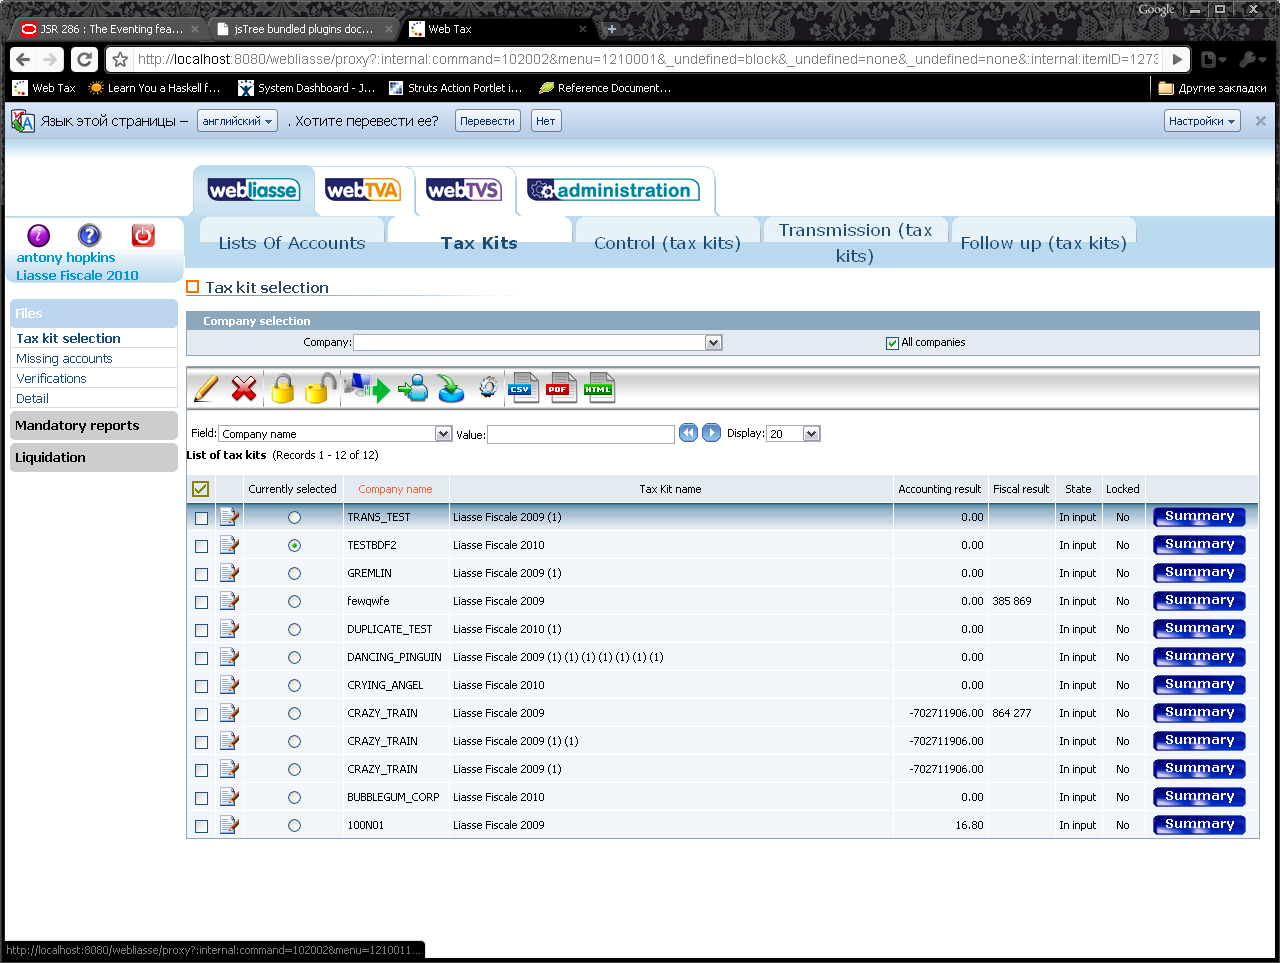 Google
JSR 286 : The Eventing fea...
jsTree bundled plugins doc...
Web Tax
http://localhost:8080/webliasse/proxy?:internal:command=102002&menu=1210001&_undefined=block&_undefined=none&_undefined=none&:internal:itemID=1273
Web Tax
Learn You a Haskell f...
System Dashboard - J...
Struts Action Portlet i...
Reference Document...
Другие закладки
Язык этой страницы – английский . Хотите перевести ее? Перевести Нет Настройки
webliasse webTVA webTVS administration
Lists Of Accounts
Tax Kits
Control (tax kits)
Transmission (tax
kits)
Follow up (tax kits)
antony hopkins
Liasse Fiscale 2010
Files
Tax kit selection
Missing accounts
Verifications
Detail
Mandatory reports
Liquidation
Tax kit selection
Company selection
Company: All companies
CSV PDF HTML
Field: Company name Value: Display: 20
List of tax kits (Records 1 - 12 of 12)
Currently selected Company name Tax Kit name Accounting result Fiscal result State Locked
TRANS_TEST Liasse Fiscale 2009 (1) 0.00 In input No Summary
TESTBDF2 Liasse Fiscale 2010 0.00 In input No Summary
GREMLIN Liasse Fiscale 2009 (1) 0.00 In input No Summary
fewqwfe Liasse Fiscale 2009 0.00 385 869 In input No Summary
DUPLICATE_TEST Liasse Fiscale 2010 (1) 0.00 In input No Summary
DANCING_PINGUIN Liasse Fiscale 2009 (1) (1) (1) (1) (1) (1) (1) 0.00 In input No Summary
CRYING_ANGEL Liasse Fiscale 2010 0.00 In input No Summary
CRAZY_TRAIN Liasse Fiscale 2009 -702711906.00 864 277 In input No Summary
CRAZY_TRAIN Liasse Fiscale 2009 (1) (1) -702711906.00 In input No Summary
CRAZY_TRAIN Liasse Fiscale 2009 (1) -702711906.00 In input No Summary
BUBBLEGUM_CORP Liasse Fiscale 2010 0.00 In input No Summary
100N01 Liasse Fiscale 2009 16.80 In input No Summary
http://localhost:8080/webliasse/proxy?:internal:command=102002&menu=1210011...